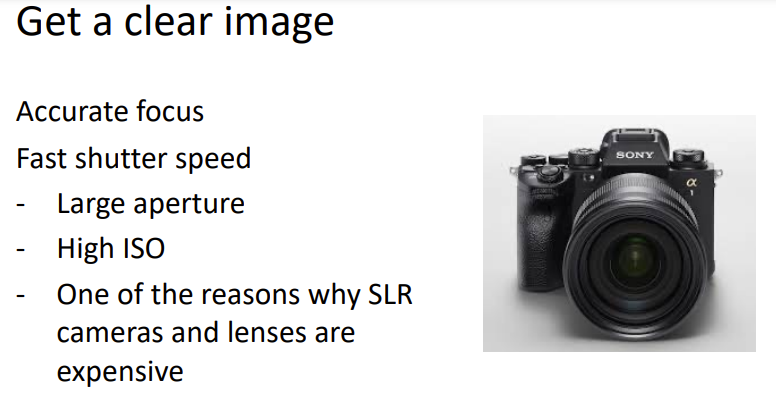 Get a clear image
Accurate focus
Fast shutter speed
- Large aperture
- High ISO
- One of the reasons why SLR
cameras and lenses are
expensive
SONY
α
1